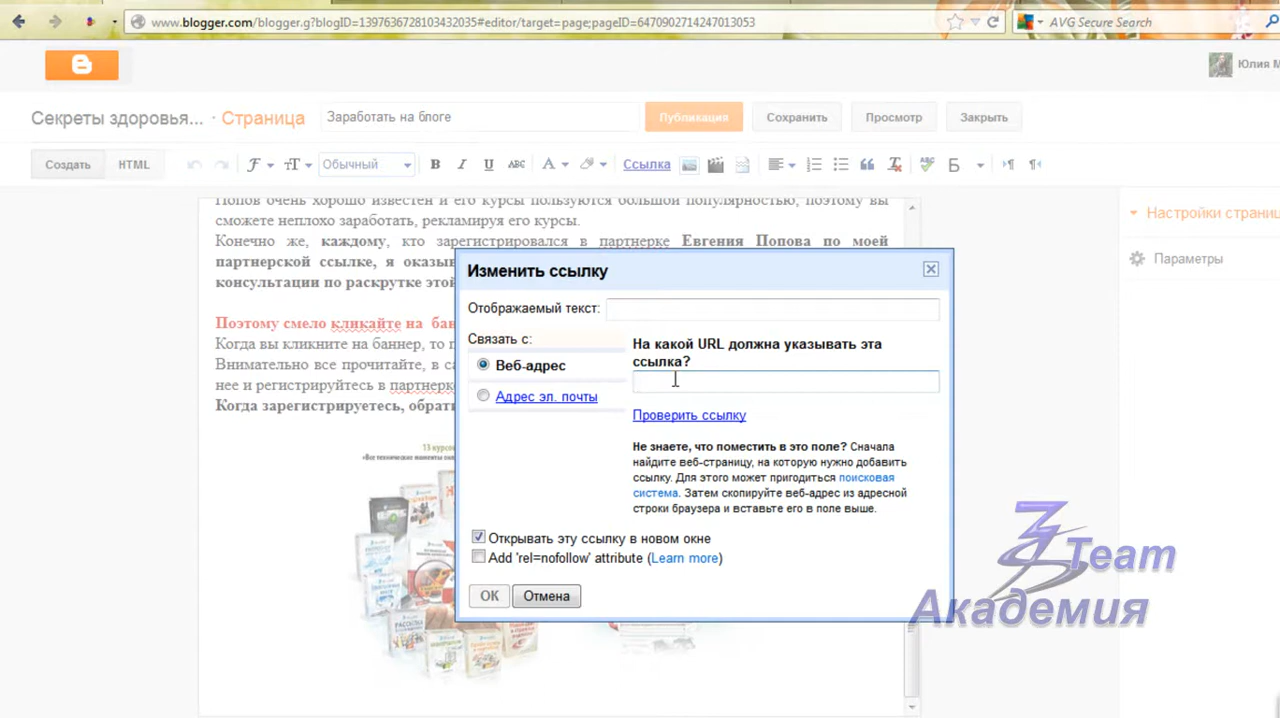 www.blogger.com/blogger.g?blogID=1397636728103432035#editor/target=page;pageID=6470902714247013053
AVG Secure Search
Юлия М
Секреты здоровья... · Страница
Заработать на блоге
Публикация
Сохранить
Просмотр
Закрыть
Создать
HTML
Обычный
B I U ABC
Ссылка
Попов очень хорошо известен и его курсы пользуются большой популярностью, поэтому вы
сможете неплохо заработать, рекламируя его курсы.
Конечно же, каждому, кто зарегистрировался в партнерке Евгения Попова по моей
партнерской ссылке, я оказыв
консультации по раскрутке этой
Поэтому смело кликайте на бан
Когда вы кликните на баннер, то п
Внимательно все прочитайте, в са
нее и регистрируйтесь в партнерк
Когда зарегистрируетесь, обрати
13 курсов
Настройки страниц
Параметры
Изменить ссылку
Отображаемый текст:
Связать с:
Веб-адрес
Адрес эл. почты
На какой URL должна указывать эта
ссылка?
Проверить ссылку
Не знаете, что поместить в это поле? Сначала
найдите веб-страницу, на которую нужно добавить
ссылку. Для этого может пригодиться поисковая
система. Затем скопируйте веб-адрес из адресной
строки браузера и вставьте его в поле выше.
Открывать эту ссылку в новом окне
Add 'rel=nofollow' attribute (Learn more)
OK
Отмена
Team
Академия